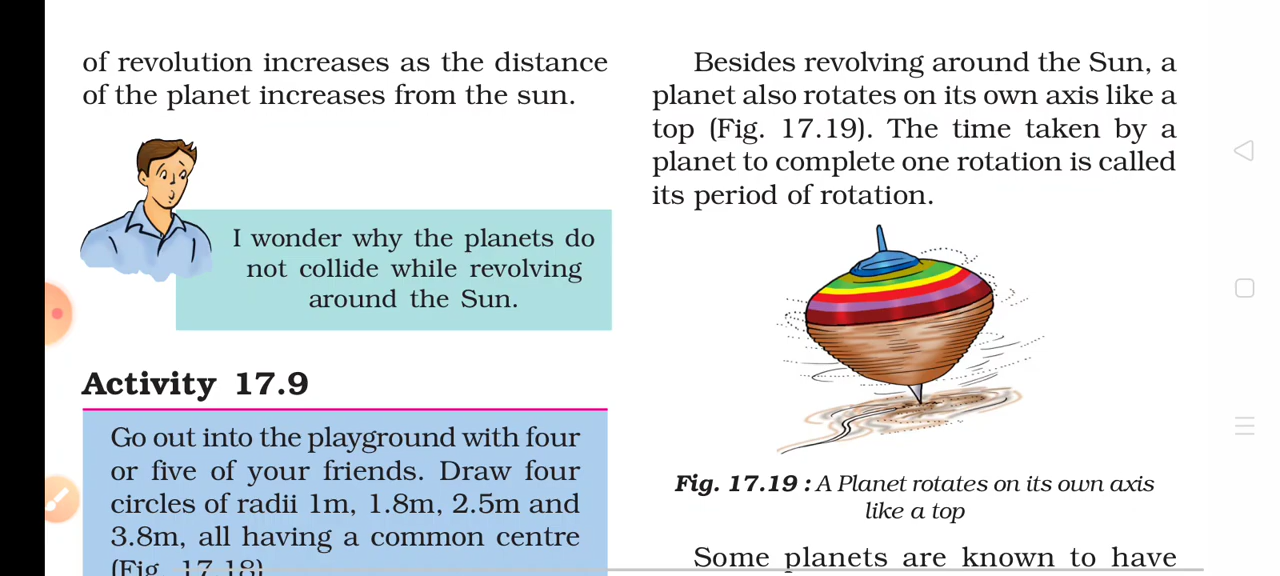 of revolution increases as the distance
of the planet increases from the sun.
I wonder why the planets do
not collide while revolving
around the Sun.
Activity 17.9
Go out into the playground with four
or five of your friends. Draw four
circles of radii 1m, 1.8m, 2.5m and
3.8m, all having a common centre
(Fig. 17.18)
Besides revolving around the Sun, a
planet also rotates on its own axis like a
top (Fig. 17.19). The time taken by a
planet to complete one rotation is called
its period of rotation.
Fig. 17.19 : A Planet rotates on its own axis
like a top
Some planets are known to have